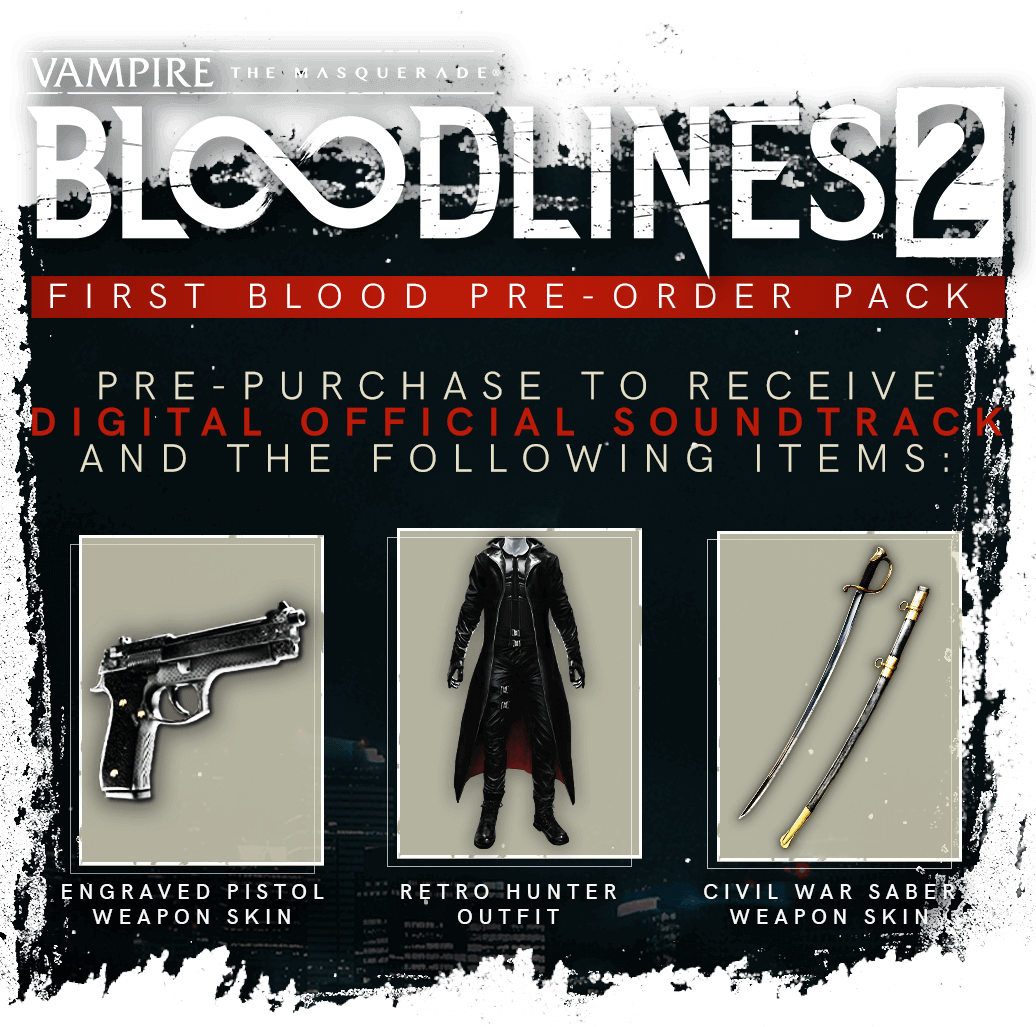 VAMPIRE THE MASQUERADE®
BLOODLINES 2™
FIRST BLOOD PRE-ORDER PACK
PRE-PURCHASE TO RECEIVE
DIGITAL OFFICIAL SOUNDTRACK
AND THE FOLLOWING ITEMS:
ENGRAVED PISTOL
WEAPON SKIN
RETRO HUNTER
OUTFIT
CIVIL WAR SABER
WEAPON SKIN